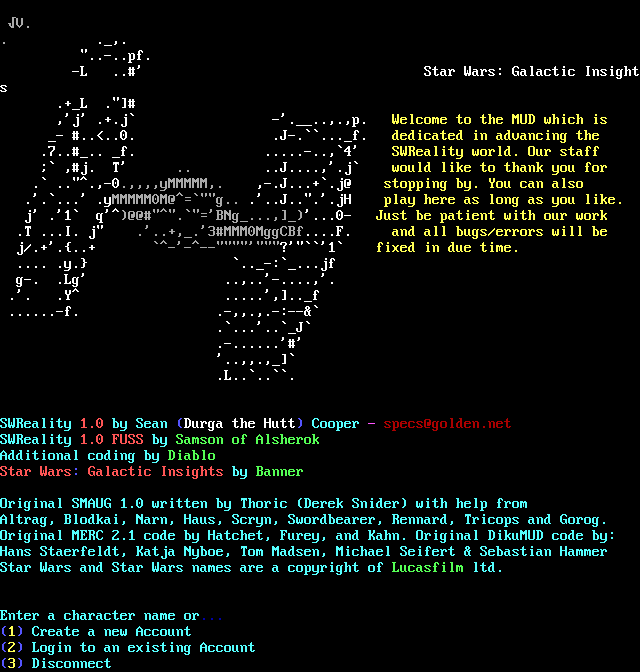 Star Wars: Galactic Insights
Welcome to the MUD which is
dedicated in advancing the
SWReality world. Our staff
would like to thank you for
stopping by. You can also
play here as long as you like.
Just be patient with our work
and all bugs/errors will be
fixed in due time.
SWReality 1.0 by Sean (Durga the Hutt) Cooper - specs@golden.net
SWReality 1.0 FUSS by Samson of Alsherok
Additional coding by Diablo
Star Wars: Galactic Insights by Banner
Original SMAUG 1.0 written by Thoric (Derek Snider) with help from
Altrag, Blodkai, Narn, Haus, Scryn, Swordbearer, Rennard, Tricops and Gorog.
Original MERC 2.1 code by Hatchet, Furey, and Kahn. Original DikuMUD code by:
Hans Staerfeldt, Katja Nyboe, Tom Madsen, Michael Seifert & Sebastian Hammer
Star Wars and Star Wars names are a copyright of Lucasfilm ltd.
Enter a character name or...
(1) Create a new Account
(2) Login to an existing Account
(3) Disconnect